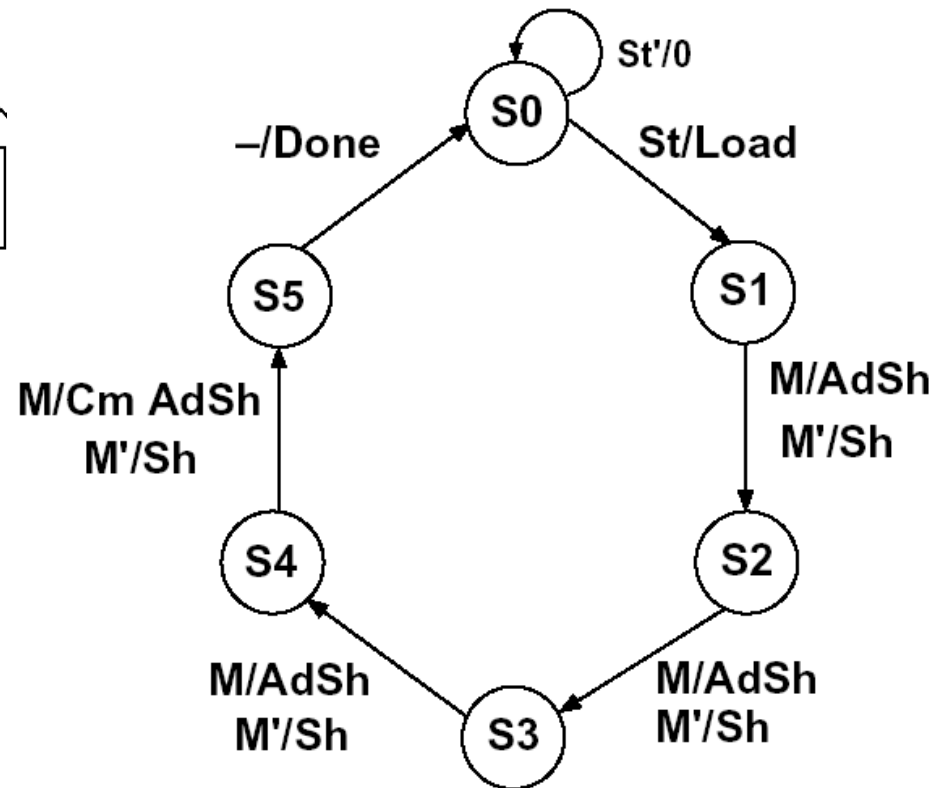 St'/0
S0
–/Done
St/Load
S5
S1
M/Cm AdSh
M'/Sh
M/AdSh
M'/Sh
S4
S2
M/AdSh
M'/Sh
M/AdSh
M'/Sh
S3